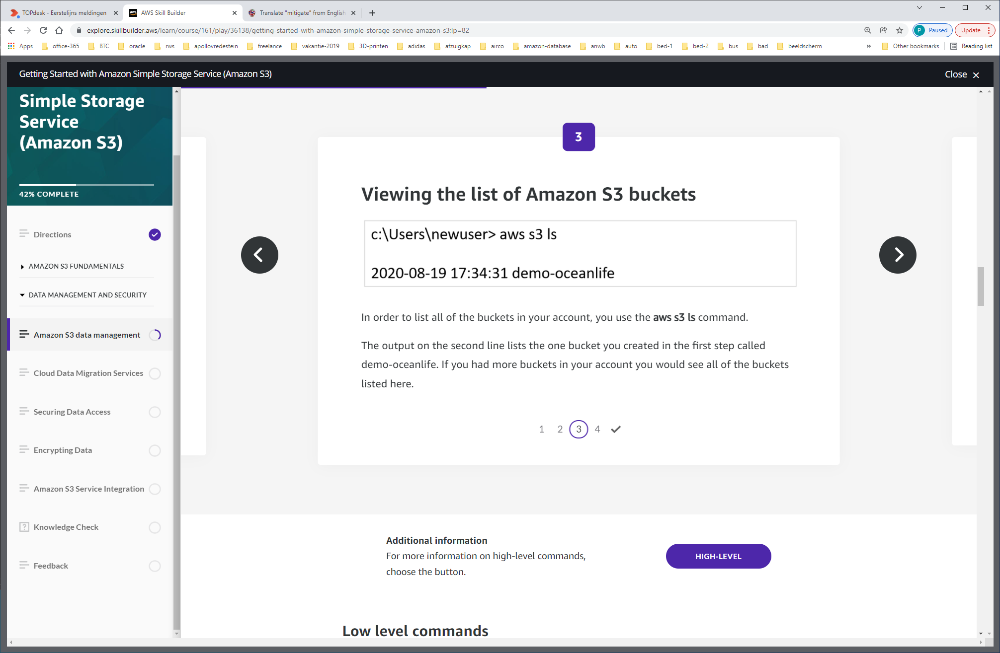 TOPdesk - Eerstelijns meldingen
AWS Skill Builder
Translate "mitigate" from English
explore.skillbuilder.aws/learn/course/161/play/36138/getting-started-with-amazon-simple-storage-service-amazon-s3;lp=82
P Paused
Update
Apps office-365 BTC oracle rws apollovredestein freelance vakantie-2019 3D-printen adidas afzuigkap airco amazon-database anwb auto bed-1 bed-2 bus bad beeldscherm » Other bookmarks Reading list
Getting Started with Amazon Simple Storage Service (Amazon S3)
Close
Simple Storage
Service
(Amazon S3)
42% COMPLETE
Directions
AMAZON S3 FUNDAMENTALS
DATA MANAGEMENT AND SECURITY
Amazon S3 data management
Cloud Data Migration Services
Securing Data Access
Encrypting Data
Amazon S3 Service Integration
Knowledge Check
Feedback
3
Viewing the list of Amazon S3 buckets
c:\Users\newuser> aws s3 ls
2020-08-19 17:34:31 demo-oceanlife
In order to list all of the buckets in your account, you use the aws s3 ls command.
The output on the second line lists the one bucket you created in the first step called
demo-oceanlife. If you had more buckets in your account you would see all of the buckets
listed here.
1 2 3 4
Additional information
For more information on high-level commands,
choose the button.
HIGH-LEVEL
Low level commands